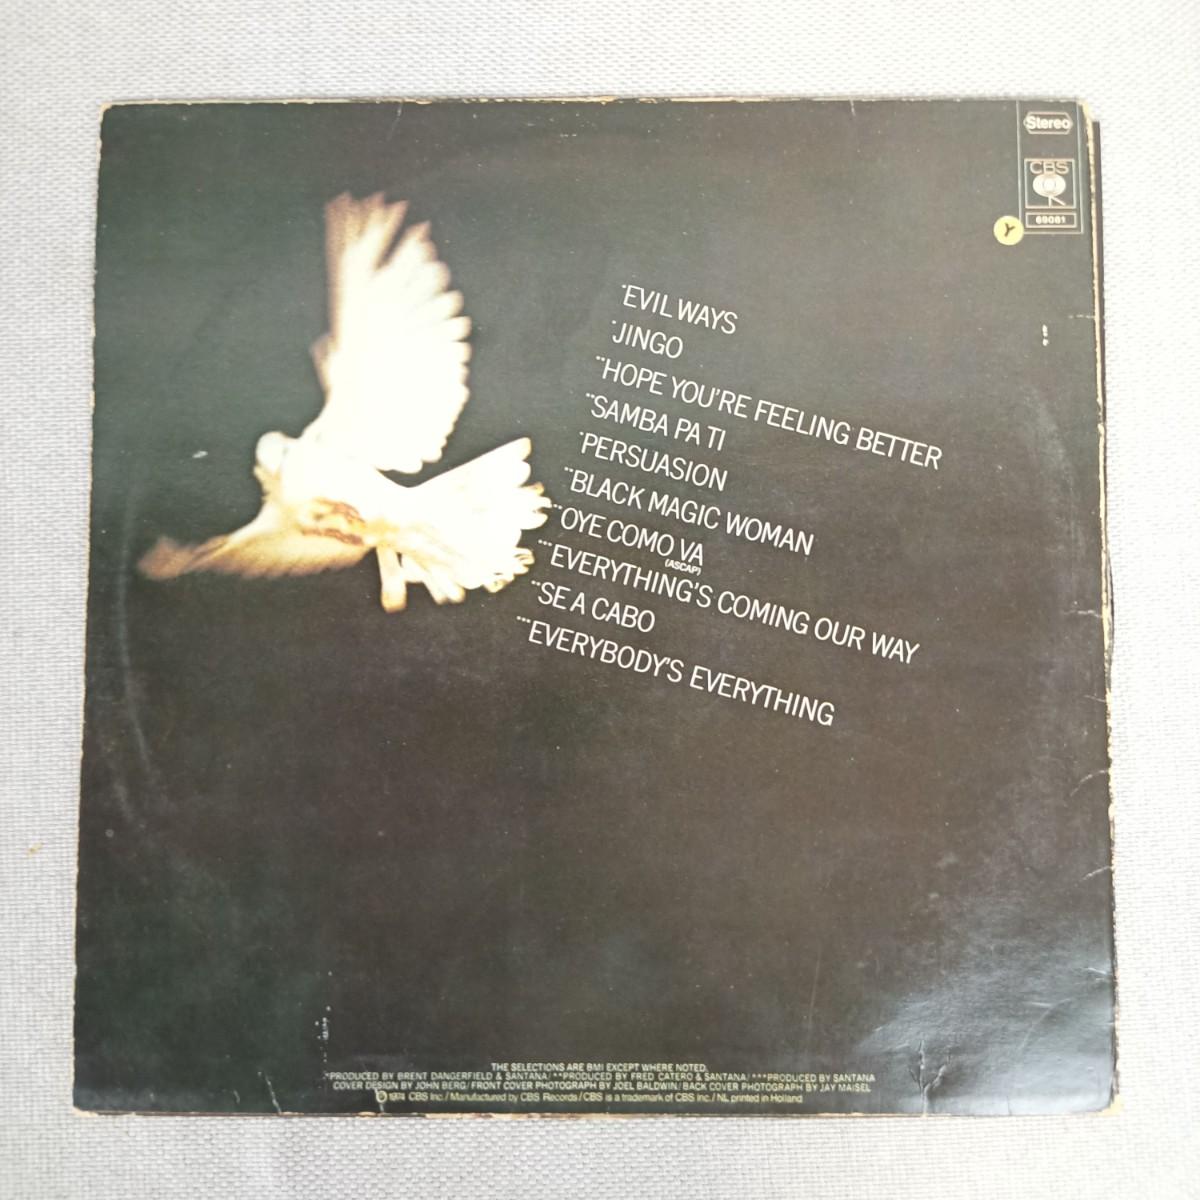 Stereo
CBS
69081
Y
*EVIL WAYS
*JINGO
**HOPE YOU'RE FEELING BETTER
**SAMBA PA TI
*PERSUASION
**BLACK MAGIC WOMAN
**OYE COMO VA
(ASCAP)
***EVERYTHING'S COMING OUR WAY
**SE A CABO
***EVERYBODY'S EVERYTHING
THE SELECTIONS ARE BMI EXCEPT WHERE NOTED.
*PRODUCED BY BRENT DANGERFIELD & SANTANA/**PRODUCED BY FRED CATERO & SANTANA/***PRODUCED BY SANTANA
COVER DESIGN BY JOHN BERG/FRONT COVER PHOTOGRAPH BY JOEL BALDWIN/BACK COVER PHOTOGRAPH BY JAY MAISEL
℗ 1974 CBS Inc./Manufactured by CBS Records/CBS is a trademark of CBS Inc./NL printed in Holland